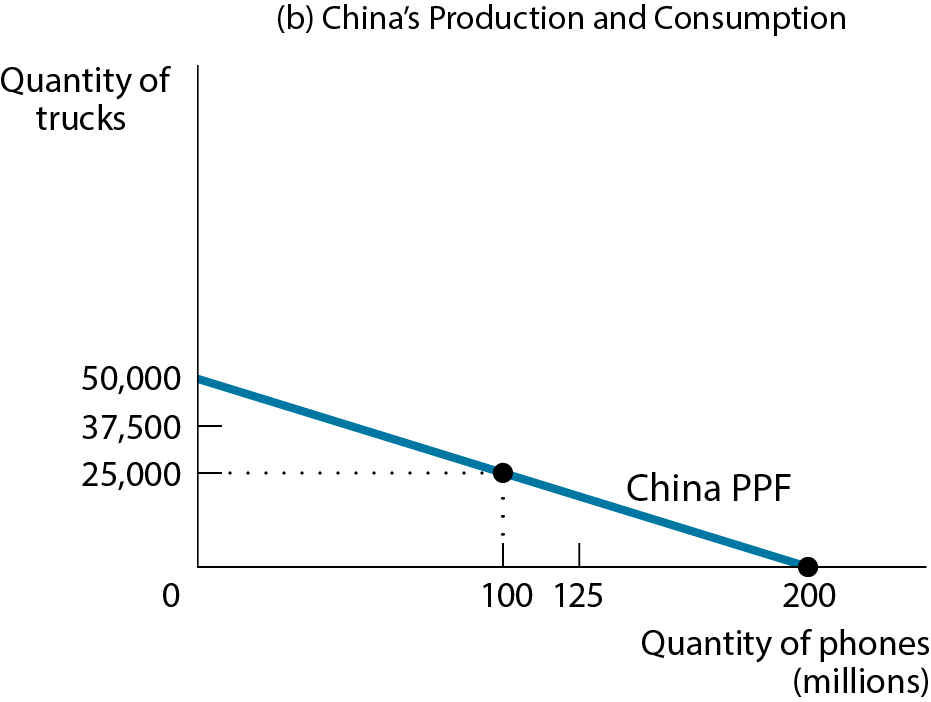 (b) China’s Production and Consumption
Quantity of
trucks
50,000
37,500
25,000
China PPF
0
100
125
200
Quantity of phones
(millions)